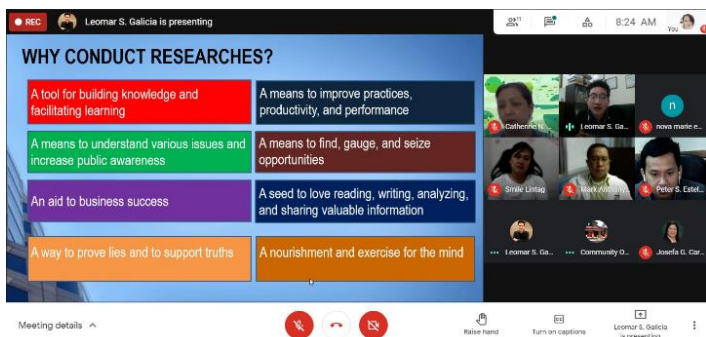 REC
Leomar S. Galicia is presenting
11
8:24 AM
You
WHY CONDUCT RESEARCHES?
A tool for building knowledge and
facilitating learning
A means to improve practices,
productivity, and performance
A means to understand various issues and
increase public awareness
A means to find, gauge, and seize
opportunities
An aid to business success
A seed to love reading, writing, analyzing,
and sharing valuable information
A way to prove lies and to support truths
A nourishment and exercise for the mind
Catherine N...
Leomar S. Ga...
n
nova marie e...
Smile Lintag
Mark Anthony...
Peter S. Estel...
Leomar S. Ga...
Community O...
Josefa G. Car...
Meeting details
Raise hand
CC
Turn on captions
Leomar S. Galicia
is presenting